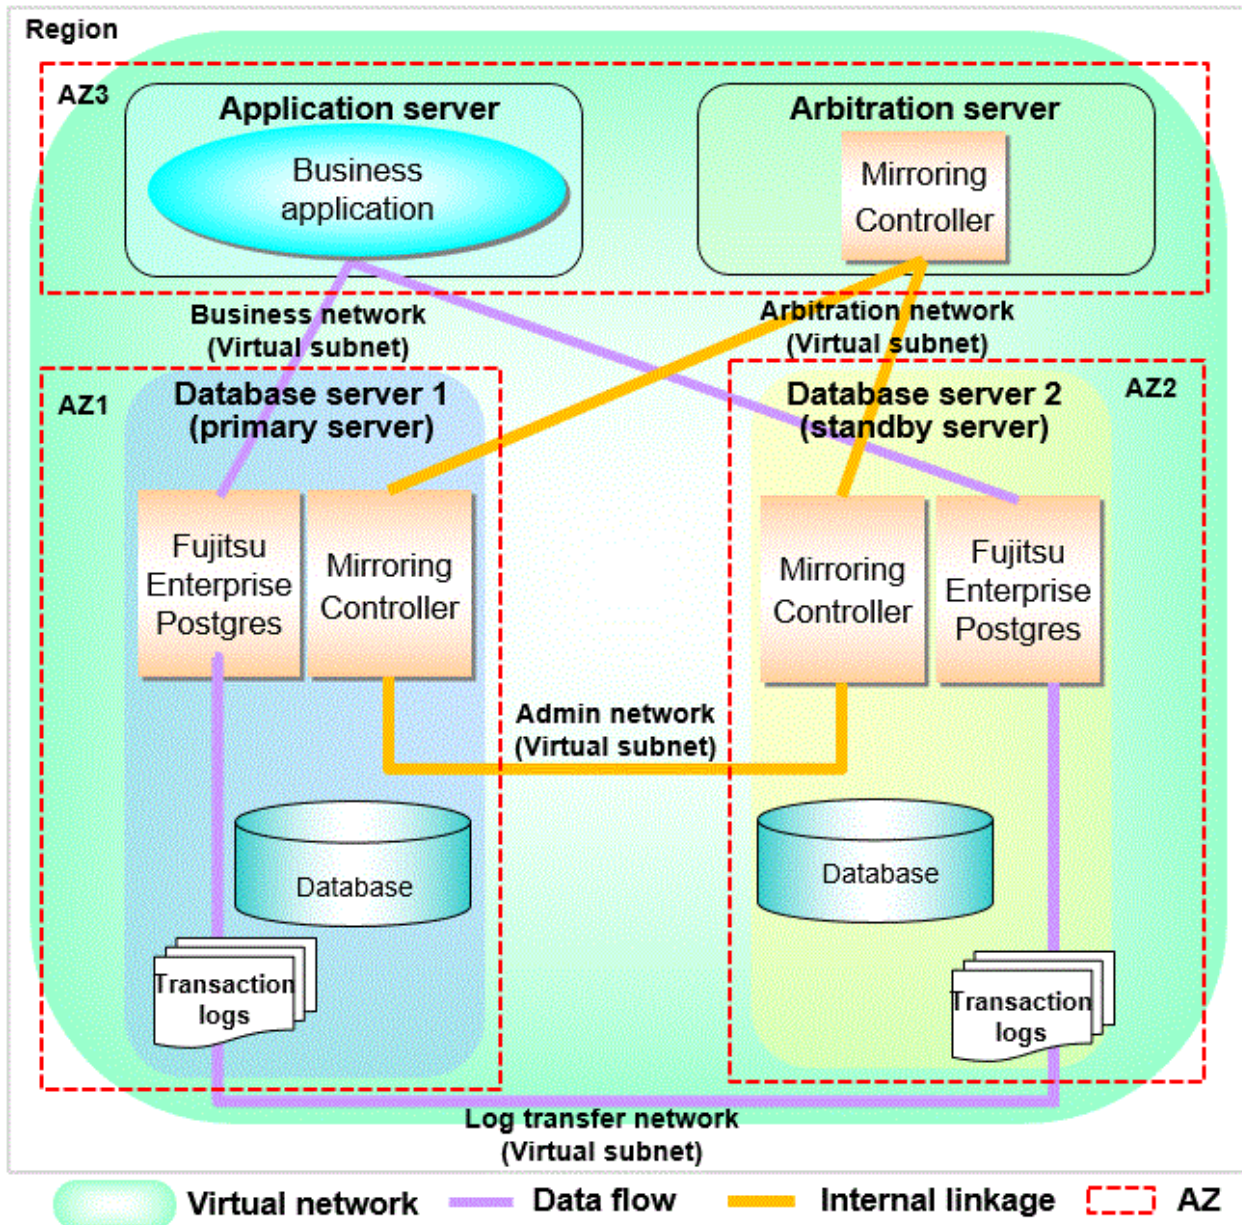 Region
AZ3
Application server
Business
application
Arbitration server
Mirroring
Controller
Business network
(Virtual subnet)
Arbitration network
(Virtual subnet)
AZ1
Database server 1
(primary server)
Fujitsu
Enterprise
Postgres
Mirroring
Controller
Database server 2
(standby server)
AZ2
Mirroring
Controller
Fujitsu
Enterprise
Postgres
Admin network
(Virtual subnet)
Database
Database
Transaction
logs
Transaction
logs
Log transfer network
(Virtual subnet)
Virtual network
Data flow
Internal linkage
AZ